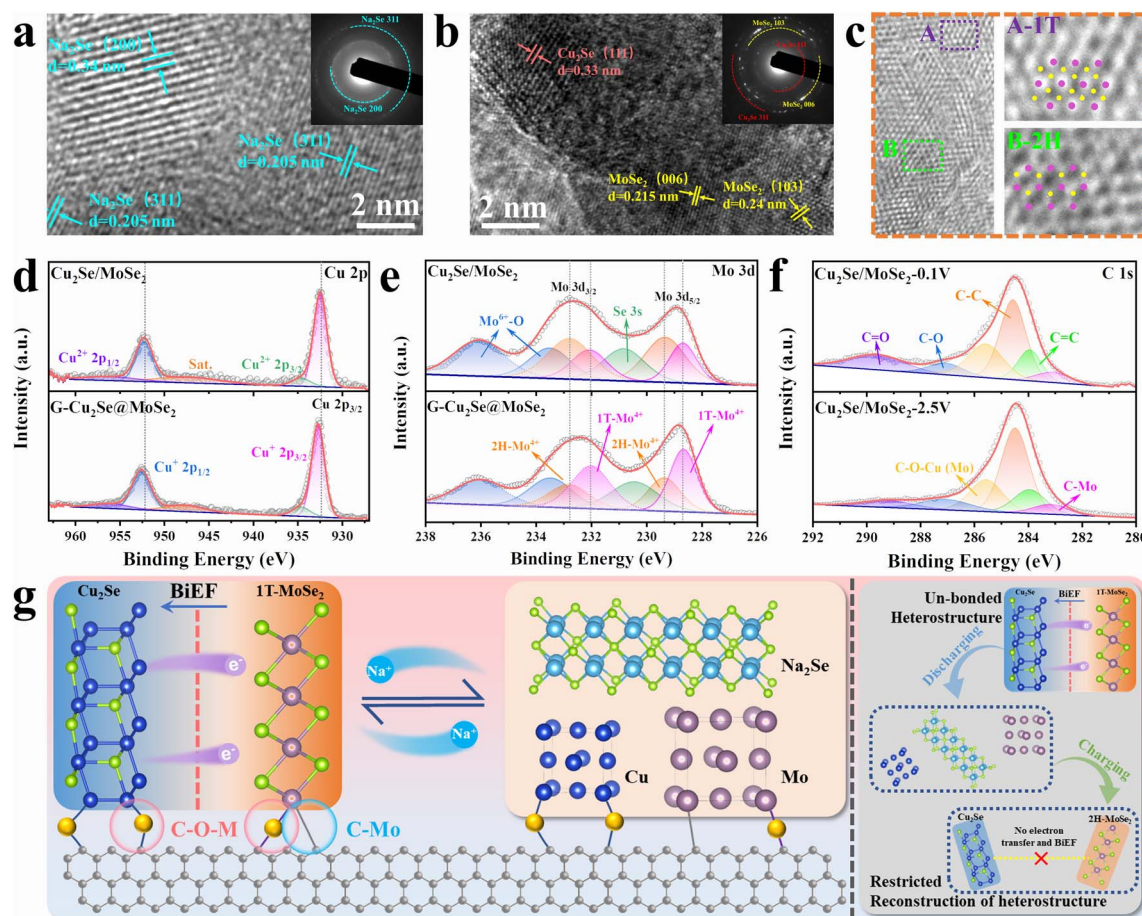 a
Na₂Se (200)
d=0.34 nm
Na₂Se 311
Na₂Se 200
Na₂Se (311)
d=0.205 nm
Na₂Se (311)
d=0.205 nm
2 nm
b
Cu₂Se (111)
d=0.33 nm
MoSe₂ 103
MoSe₂ 006
Cu₂Se 311
MoSe₂ (006)
d=0.215 nm
MoSe₂ (103)
d=0.24 nm
2 nm
c
A
B
A-1T
B-2H
d
Cu₂Se/MoSe₂
Cu 2p
Cu²⁺ 2p₁/₂
Sat.
Cu²⁺ 2p₃/₂
G-Cu₂Se@MoSe₂
Cu 2p₃/₂
Cu⁺ 2p₁/₂
Cu⁺ 2p₃/₂
Intensity (a.u.)
960 955 950 945 940 935 930
Binding Energy (eV)
e
Cu₂Se/MoSe₂
Mo 3d
Mo 3d₃/₂
Mo 3d₅/₂
Se 3s
Mo⁶⁺-O
G-Cu₂Se@MoSe₂
1T-Mo⁴⁺
1T-Mo⁴⁺
2H-Mo⁴⁺
2H-Mo⁴⁺
Intensity (a.u.)
238 236 234 232 230 228 226
Binding Energy (eV)
f
Cu₂Se/MoSe₂-0.1V
C 1s
C-C
C=O
C-O
C=C
Cu₂Se/MoSe₂-2.5V
C-O-Cu (Mo)
C-Mo
Intensity (a.u.)
292 290 288 286 284 282 280
Binding Energy (eV)
g
Cu₂Se
BiEF
1T-MoSe₂
e⁻
e⁻
Na⁺
Na⁺
Na₂Se
Cu
Mo
C-O-M
C-Mo
Un-bonded
Heterostructure
Cu₂Se
BiEF
1T-MoSe₂
e⁻
e⁻
Discharging
Charging
Cu₂Se
2H-MoSe₂
No electron
transfer and BiEF
Restricted
Reconstruction of heterostructure